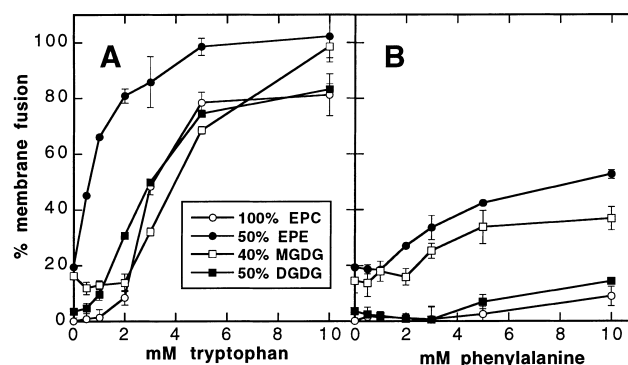 A
B
100
80
60
40
20
0
% membrane fusion
100% EPC
50% EPE
40% MGDG
50% DGDG
0 2 4 6 8 10
mM tryptophan
0 2 4 6 8 10
mM phenylalanine